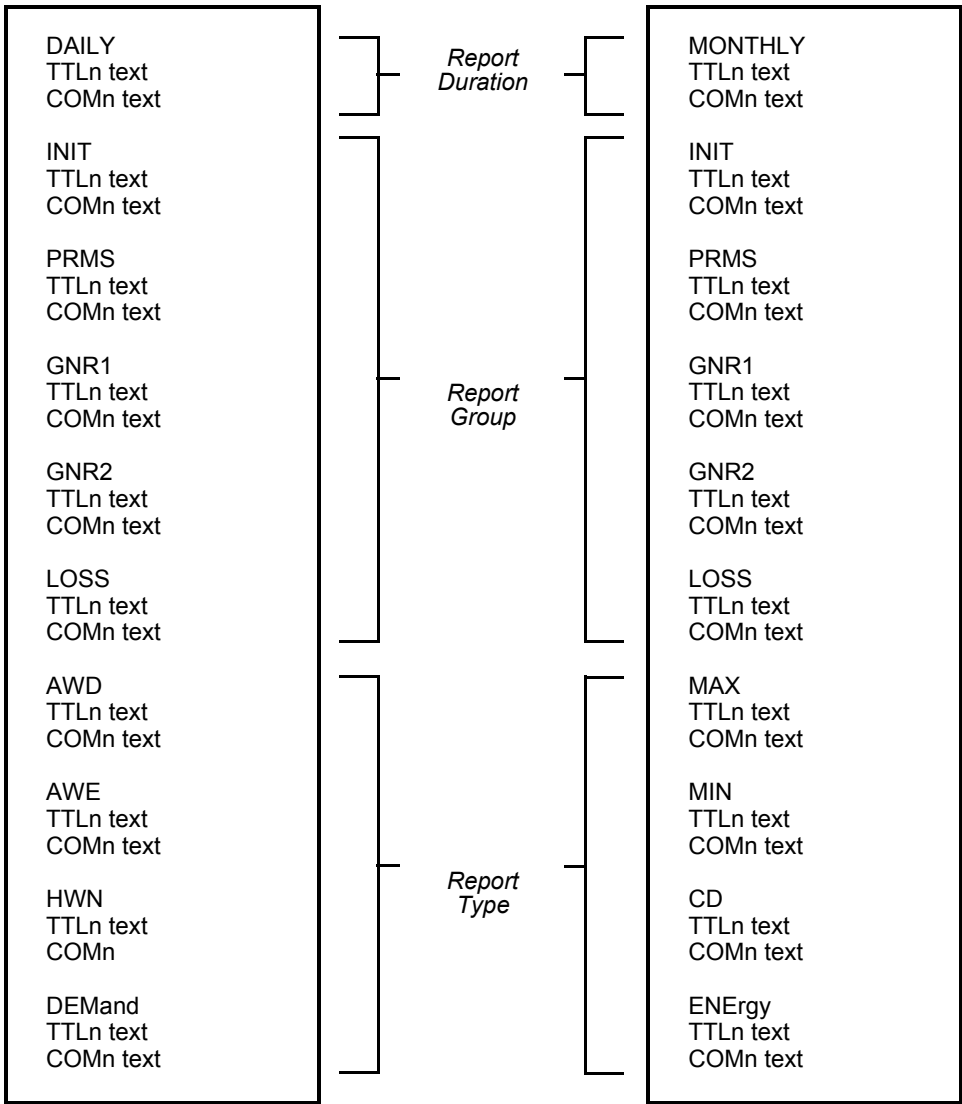 DAILY
TTLn text
COMn text
INIT
TTLn text
COMn text
PRMS
TTLn text
COMn text
GNR1
TTLn text
COMn text
GNR2
TTLn text
COMn text
LOSS
TTLn text
COMn text
AWD
TTLn text
COMn text
AWE
TTLn text
COMn text
HWN
TTLn text
COMn
DEMand
TTLn text
COMn text
Report
Duration
Report
Group
Report
Type
MONTHLY
TTLn text
COMn text
INIT
TTLn text
COMn text
PRMS
TTLn text
COMn text
GNR1
TTLn text
COMn text
GNR2
TTLn text
COMn text
LOSS
TTLn text
COMn text
MAX
TTLn text
COMn text
MIN
TTLn text
COMn text
CD
TTLn text
COMn text
ENErgy
TTLn text
COMn text